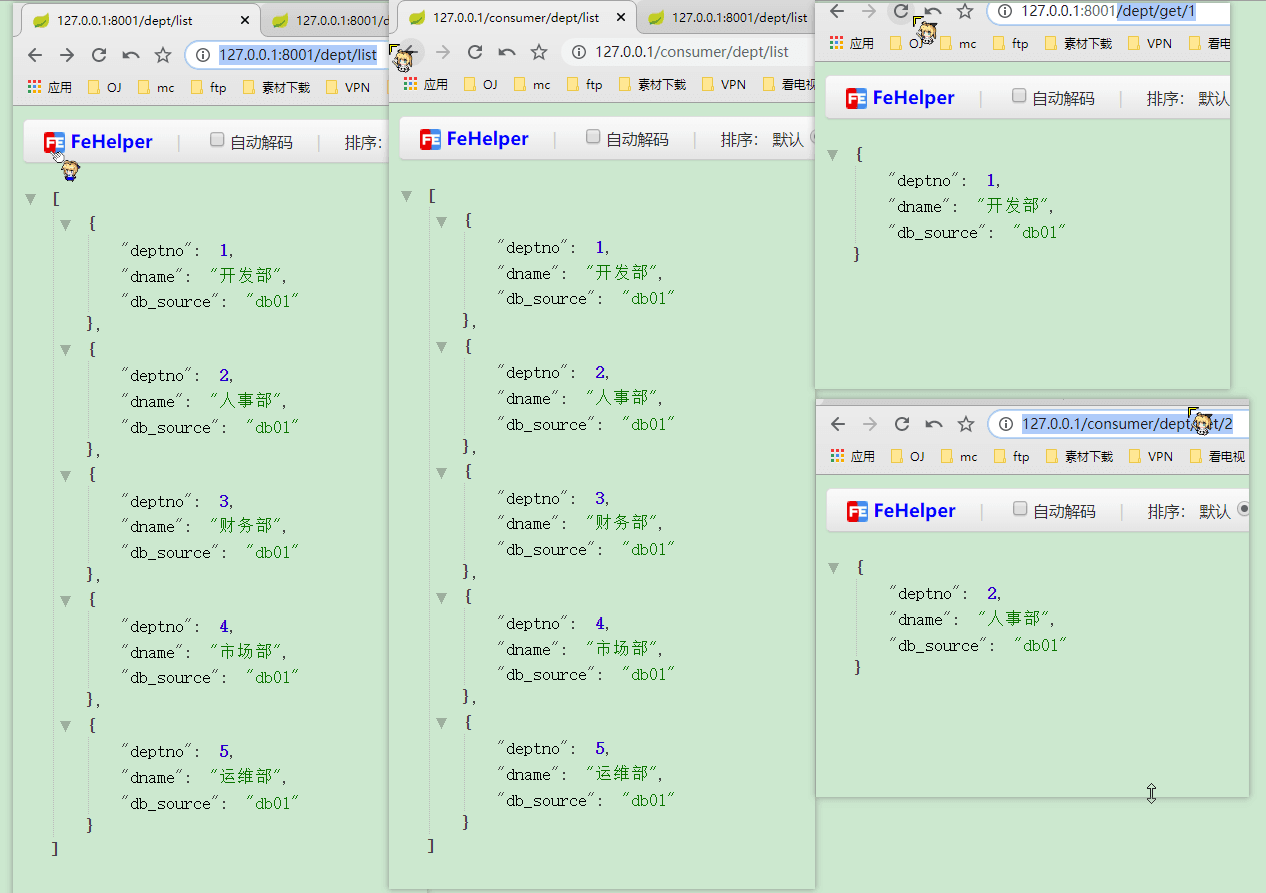 127.0.0.1:8001/dept/list
127.0.0.1:8001/d
127.0.0.1:8001/dept/list
应用 OJ mc ftp 素材下载 VPN
FeHelper 自动解码 排序:
[
{
"deptno": 1,
"dname": "开发部",
"db_source": "db01"
},
{
"deptno": 2,
"dname": "人事部",
"db_source": "db01"
},
{
"deptno": 3,
"dname": "财务部",
"db_source": "db01"
},
{
"deptno": 4,
"dname": "市场部",
"db_source": "db01"
},
{
"deptno": 5,
"dname": "运维部",
"db_source": "db01"
}
]
127.0.0.1/consumer/dept/list
127.0.0.1:8001/dept/list
127.0.0.1/consumer/dept/list
应用 OJ mc ftp 素材下载 VPN 看电视
FeHelper 自动解码 排序: 默认
[
{
"deptno": 1,
"dname": "开发部",
"db_source": "db01"
},
{
"deptno": 2,
"dname": "人事部",
"db_source": "db01"
},
{
"deptno": 3,
"dname": "财务部",
"db_source": "db01"
},
{
"deptno": 4,
"dname": "市场部",
"db_source": "db01"
},
{
"deptno": 5,
"dname": "运维部",
"db_source": "db01"
}
]
127.0.0.1:8001/dept/get/1
应用 mc ftp 素材下载 VPN 看电
FeHelper 自动解码 排序: 默认
{
"deptno": 1,
"dname": "开发部",
"db_source": "db01"
}
127.0.0.1/consumer/dept/ t/2
应用 OJ mc ftp 素材下载 VPN 看电视
FeHelper 自动解码 排序: 默认
{
"deptno": 2,
"dname": "人事部",
"db_source": "db01"
}